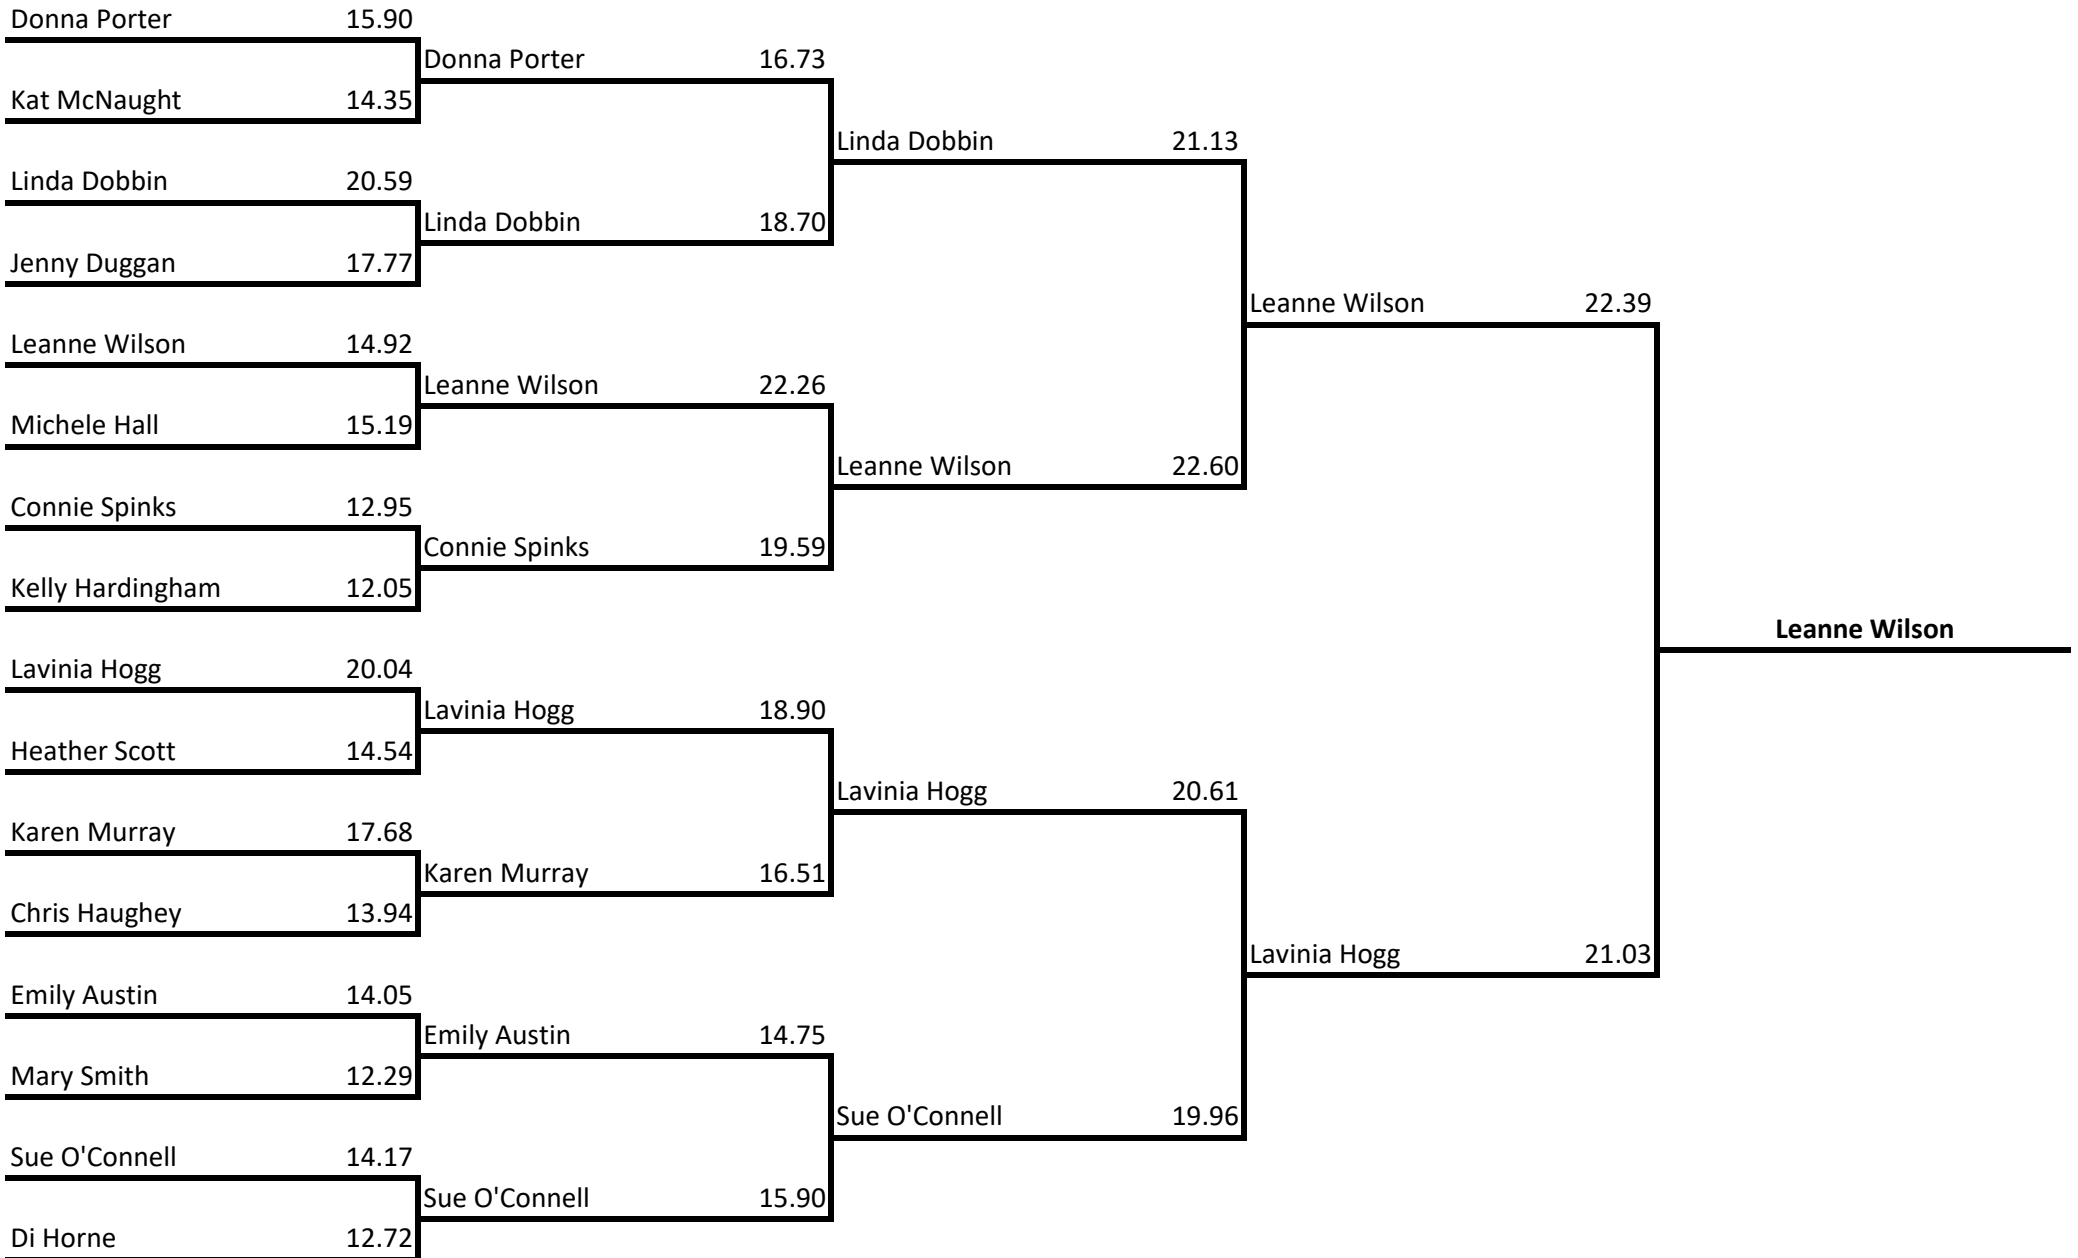 Donna Porter 15.90
Donna Porter 16.73
Kat McNaught 14.35
Linda Dobbin 21.13
Linda Dobbin 20.59
Linda Dobbin 18.70
Jenny Duggan 17.77
Leanne Wilson 22.39
Leanne Wilson 14.92
Leanne Wilson 22.26
Michele Hall 15.19
Leanne Wilson 22.60
Connie Spinks 12.95
Connie Spinks 19.59
Kelly Hardingham 12.05
Leanne Wilson
Lavinia Hogg 20.04
Lavinia Hogg 18.90
Heather Scott 14.54
Lavinia Hogg 20.61
Karen Murray 17.68
Karen Murray 16.51
Chris Haughey 13.94
Lavinia Hogg 21.03
Emily Austin 14.05
Emily Austin 14.75
Mary Smith 12.29
Sue O'Connell 19.96
Sue O'Connell 14.17
Sue O'Connell 15.90
Di Horne 12.72